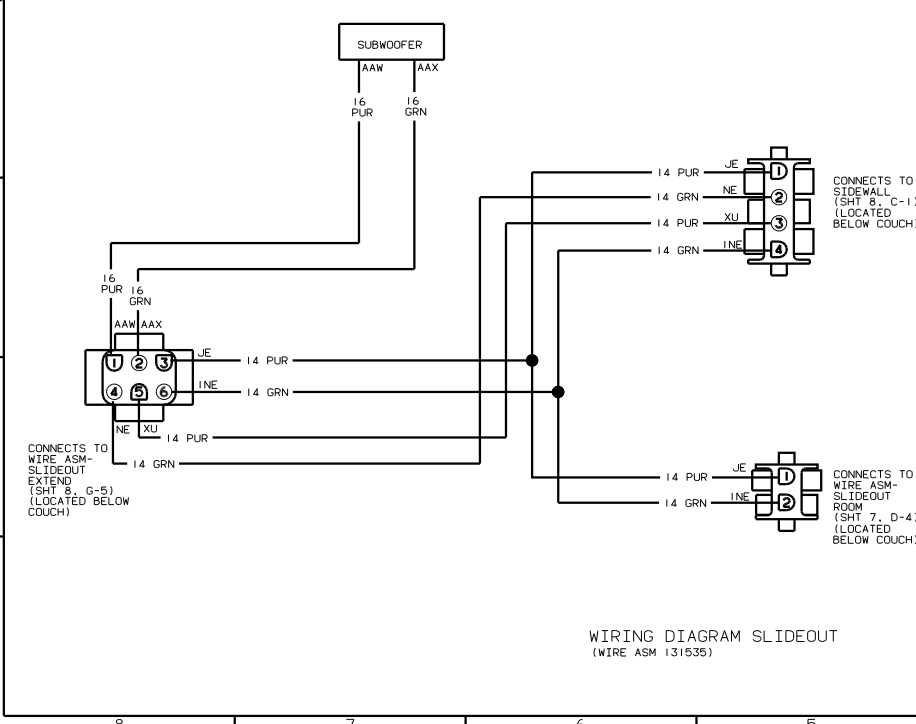 SUBWOOFER
AAW AAX
16 PUR
16 GRN
JE
14 PUR
1
NE
14 GRN
2
XU
14 PUR
3
INE
14 GRN
4
CONNECTS TO
SIDEWALL
(SHT 8, C-1)
(LOCATED
BELOW COUCH)
16 PUR
16 GRN
AAW AAX
1 2 3
4 5 6
JE
14 PUR
INE
14 GRN
NE XU
14 PUR
14 GRN
CONNECTS TO
WIRE ASM-
SLIDEOUT
EXTEND
(SHT 8, G-5)
(LOCATED BELOW
COUCH)
JE
14 PUR
1
INE
14 GRN
2
CONNECTS TO
WIRE ASM-
SLIDEOUT
ROOM
(SHT 7, D-4)
(LOCATED
BELOW COUCH)
WIRING DIAGRAM SLIDEOUT
(WIRE ASM 131535)
8 7 6 5